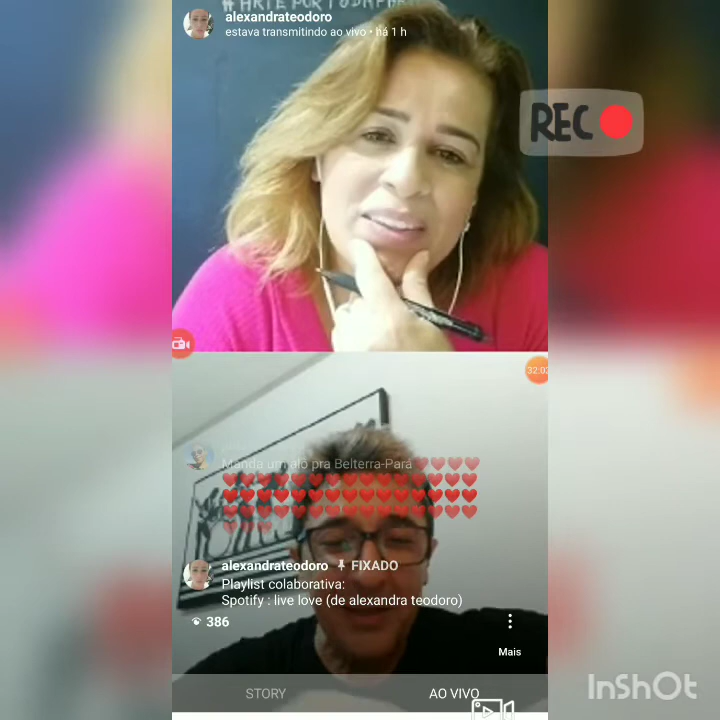 #ARTEPORTODAPARTE
alexandrateodoro
estava transmitindo ao vivo • há 1 h
REC
32:02
Manda um alô pra Belterra-Pará ❤❤❤❤
❤❤❤❤❤❤❤❤❤❤❤❤❤❤❤
❤❤❤❤❤❤❤❤❤❤❤❤❤❤❤
❤❤❤❤❤❤❤❤❤❤❤❤❤❤❤
❤❤❤
alexandrateodoro FIXADO
Playlist colaborativa:
Spotify : live love (de alexandra teodoro)
386
Mais
STORY AO VIVO
InShOt